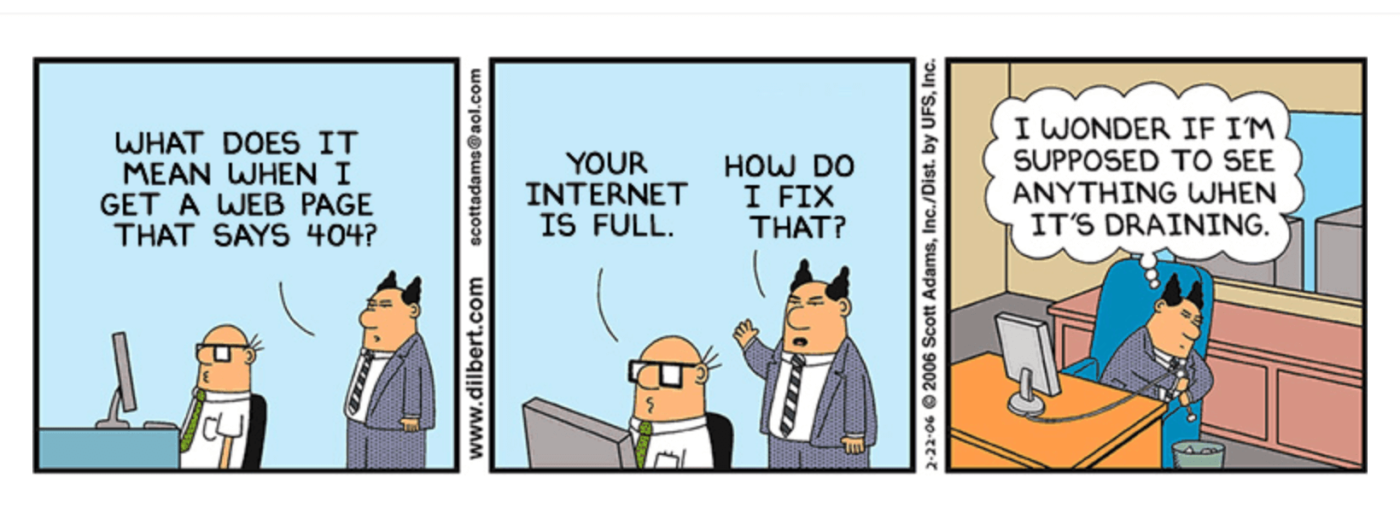 WHAT DOES IT
MEAN WHEN I
GET A WEB PAGE
THAT SAYS 404?
www.dilbert.com scottadams@aol.com
YOUR
INTERNET
IS FULL.
HOW DO
I FIX
THAT?
2-22-06 © 2006 Scott Adams, Inc./Dist. by UFS, Inc.
I WONDER IF I'M
SUPPOSED TO SEE
ANYTHING WHEN
IT'S DRAINING.